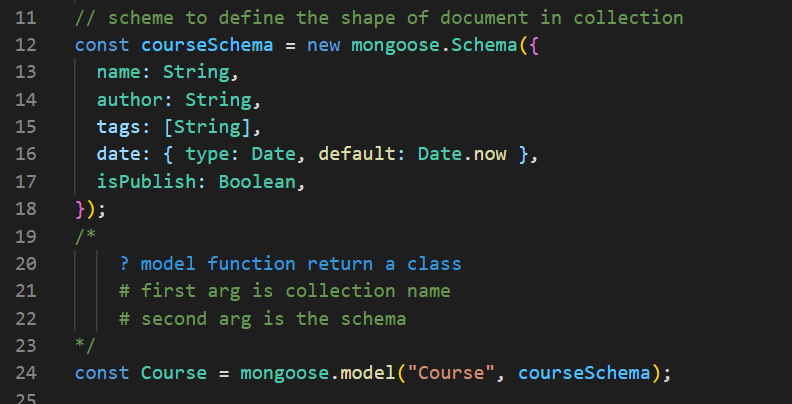 11 // scheme to define the shape of document in collection
12 const courseSchema = new mongoose.Schema({
13   name: String,
14   author: String,
15   tags: [String],
16   date: { type: Date, default: Date.now },
17   isPublish: Boolean,
18 });
19 /*
20     ? model function return a class
21     # first arg is collection name
22     # second arg is the schema
23 */
24 const Course = mongoose.model("Course", courseSchema);
25